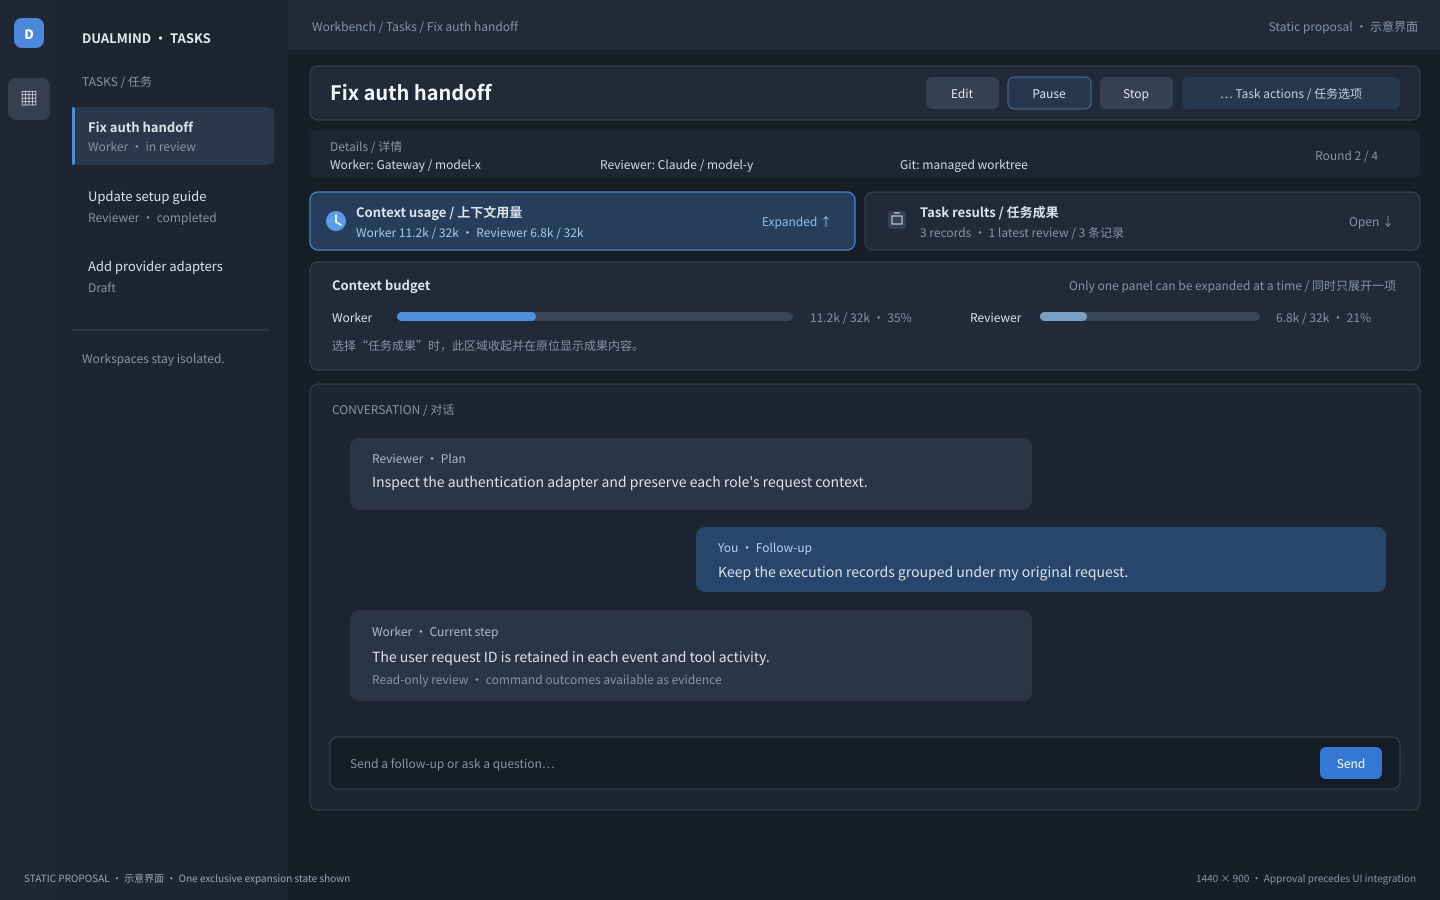 D
DUALMIND • TASKS
TASKS / 任务
Fix auth handoff
Worker • in review
Update setup guide
Reviewer • completed
Add provider adapters
Draft
Workspaces stay isolated.
Workbench / Tasks / Fix auth handoff
Static proposal • 示意界面
Fix auth handoff
Edit
Pause
Stop
… Task actions / 任务选项
Details / 详情
Worker: Gateway / model-x
Reviewer: Claude / model-y
Git: managed worktree
Round 2 / 4
Context usage / 上下文用量
Worker 11.2k / 32k • Reviewer 6.8k / 32k
Expanded ↑
Task results / 任务成果
3 records • 1 latest review / 3 条记录
Open ↓
Context budget
Only one panel can be expanded at a time / 同时只展开一项
Worker
11.2k / 32k • 35%
Reviewer
6.8k / 32k • 21%
选择“任务成果”时，此区域收起并在原位显示成果内容。
CONVERSATION / 对话
Reviewer • Plan
Inspect the authentication adapter and preserve each role's request context.
You • Follow-up
Keep the execution records grouped under my original request.
Worker • Current step
The user request ID is retained in each event and tool activity.
Read-only review • command outcomes available as evidence
Send a follow-up or ask a question…
Send
STATIC PROPOSAL • 示意界面 • One exclusive expansion state shown
1440 × 900 • Approval precedes UI integration